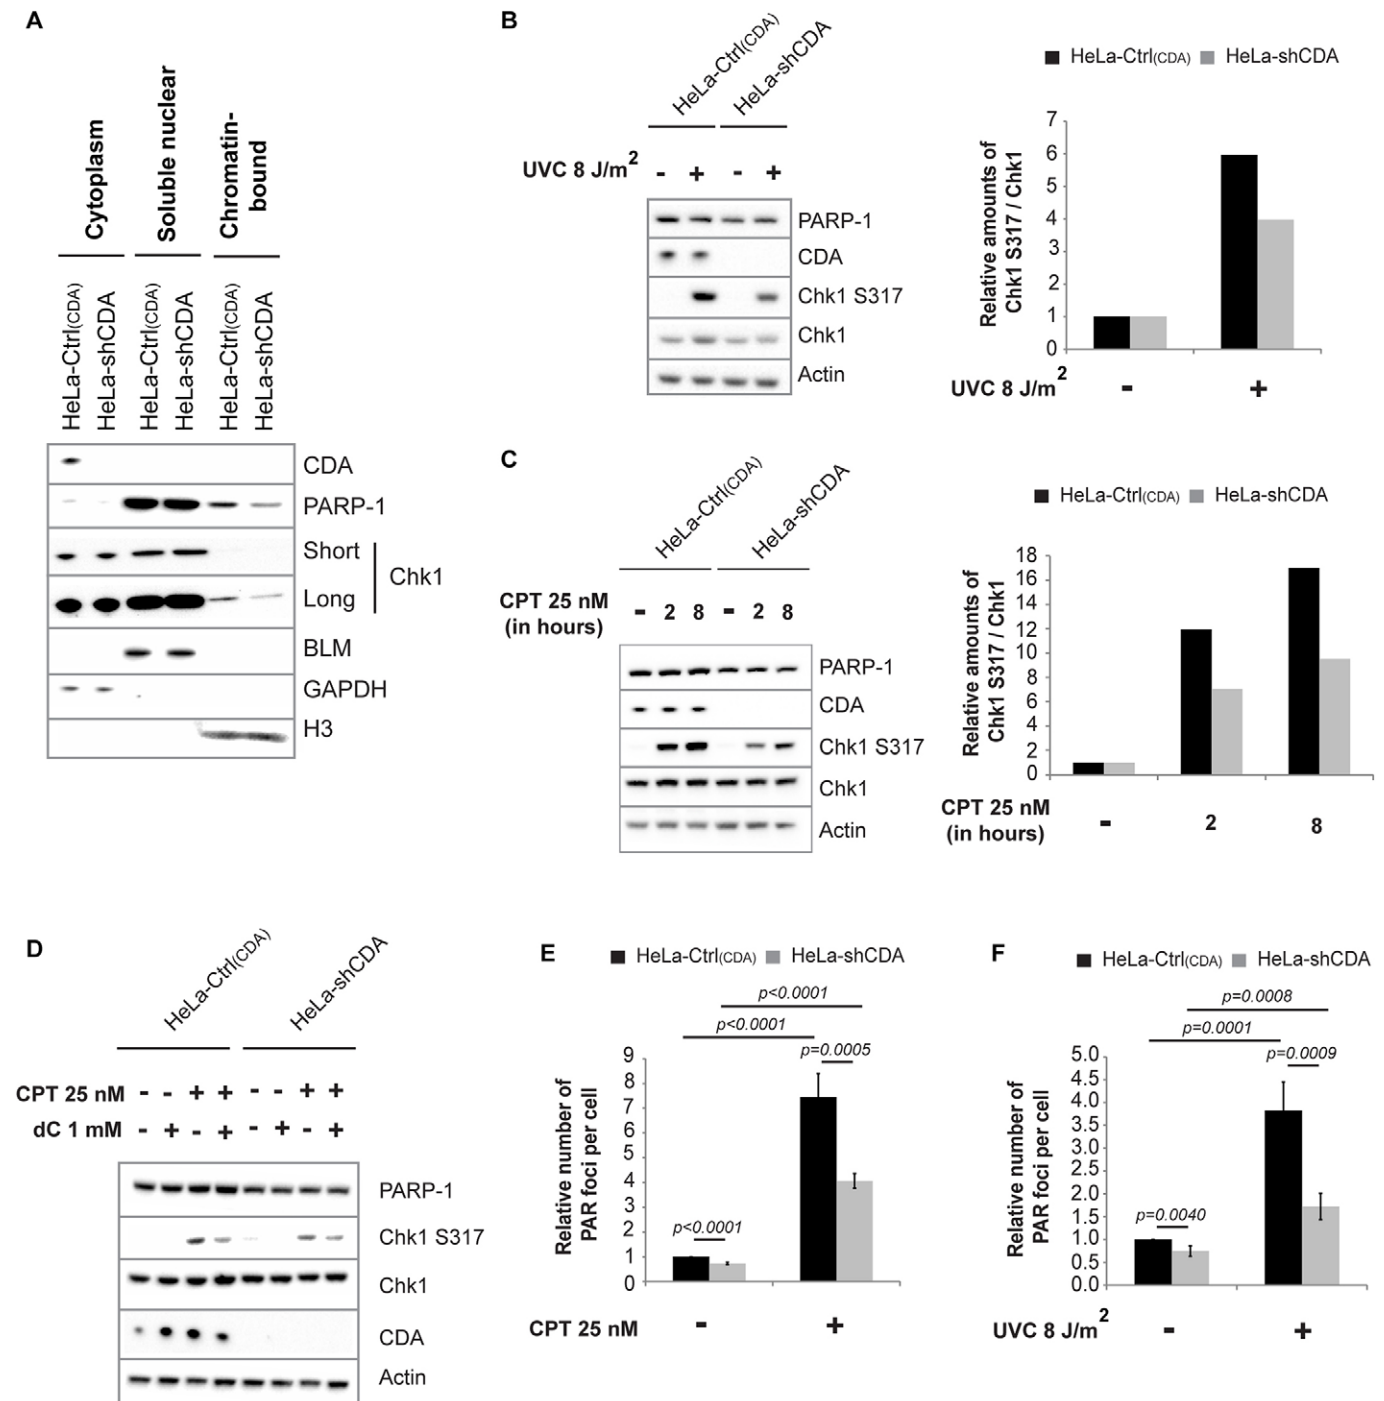 A
Cytoplasm
Soluble nuclear
Chromatin-
bound
HeLa-Ctrl(CDA)
HeLa-shCDA
HeLa-Ctrl(CDA)
HeLa-shCDA
HeLa-Ctrl(CDA)
HeLa-shCDA
CDA
PARP-1
Short
Chk1
Long
BLM
GAPDH
H3
B
HeLa-Ctrl(CDA)
HeLa-shCDA
UVC 8 J/m2
- + - +
PARP-1
CDA
Chk1 S317
Chk1
Actin
HeLa-Ctrl(CDA) HeLa-shCDA
Relative amounts of
Chk1 S317 / Chk1
7
6
5
4
3
2
1
0
UVC 8 J/m2 - +
C
HeLa-Ctrl(CDA)
HeLa-shCDA
CPT 25 nM
(in hours)
- 2 8 - 2 8
PARP-1
CDA
Chk1 S317
Chk1
Actin
HeLa-Ctrl(CDA) HeLa-shCDA
Relative amounts of
Chk1 S317 / Chk1
18
16
14
12
10
8
6
4
2
0
CPT 25 nM
(in hours)
- 2 8
D
HeLa-Ctrl(CDA)
HeLa-shCDA
CPT 25 nM - - + + - - + +
dC 1 mM - + - + - + - +
PARP-1
Chk1 S317
Chk1
CDA
Actin
E
HeLa-Ctrl(CDA) HeLa-shCDA
p<0.0001
p<0.0001
p=0.0005
p<0.0001
Relative number of
PAR foci per cell
9
8
7
6
5
4
3
2
1
0
CPT 25 nM - +
F
HeLa-Ctrl(CDA) HeLa-shCDA
p=0.0008
p=0.0001
p=0.0009
p=0.0040
Relative number of
PAR foci per cell
5.0
4.5
4.0
3.5
3.0
2.5
2.0
1.5
1.0
0.5
0.0
UVC 8 J/m2 - +